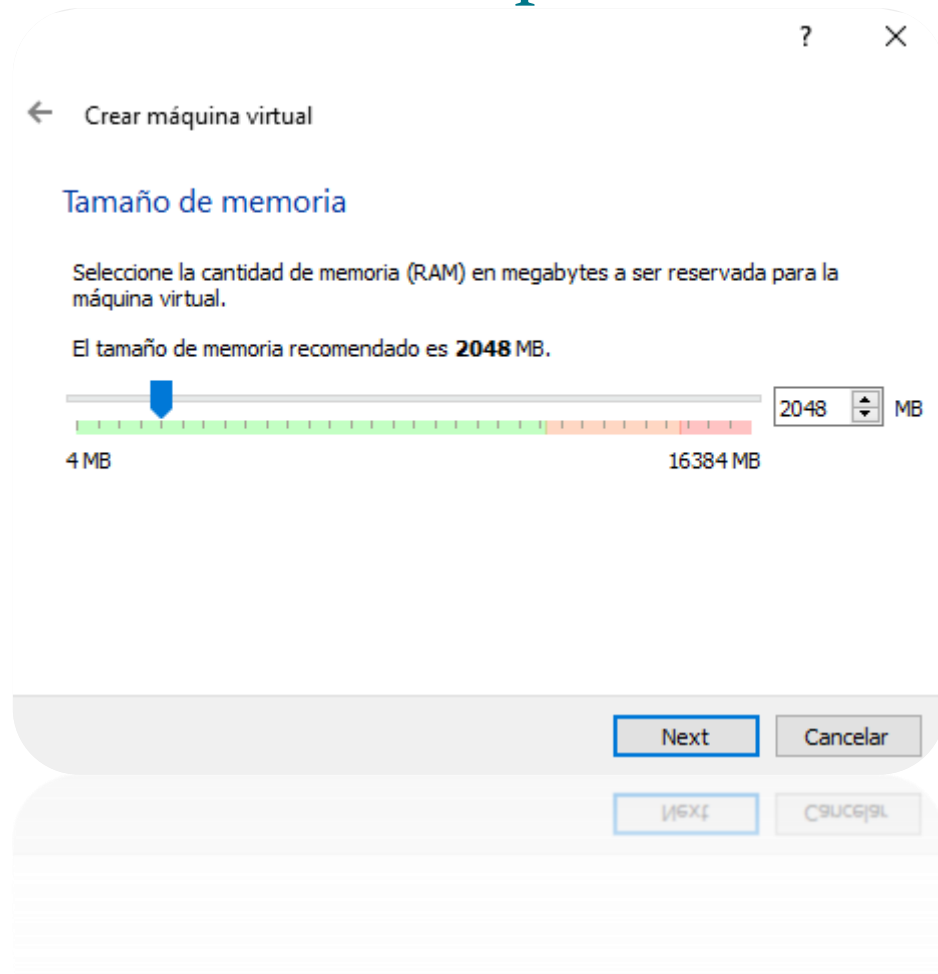 ?
Crear máquina virtual
Tamaño de memoria
Seleccione la cantidad de memoria (RAM) en megabytes a ser reservada para la
máquina virtual.
El tamaño de memoria recomendado es 2048 MB.
2048 MB
4 MB 16384 MB
Next Cancelar